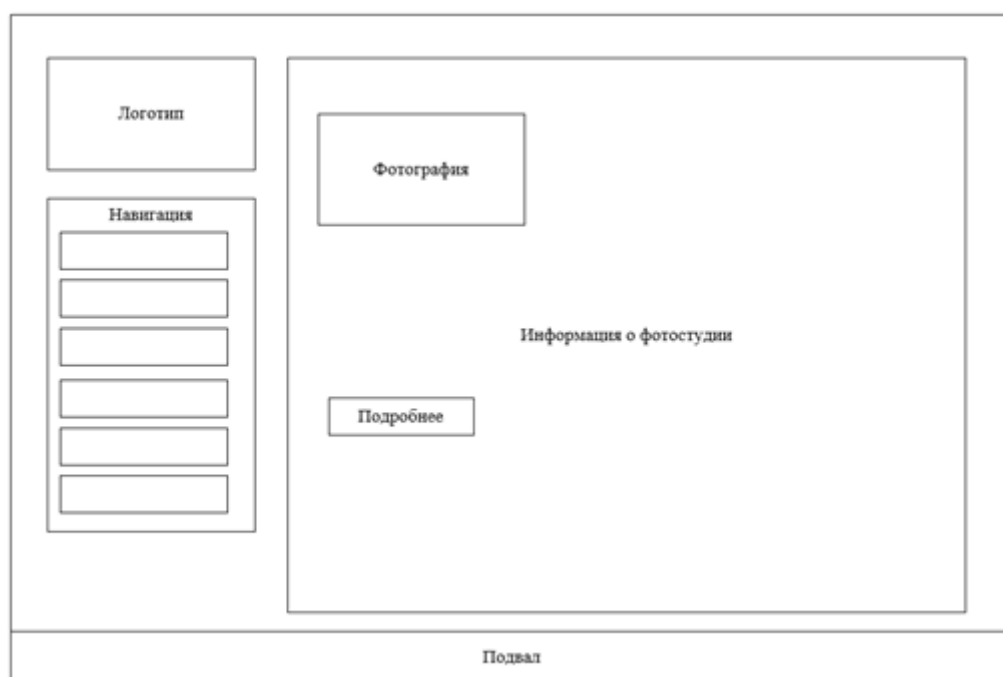 Логотип
Навигация
Фотография
Информация о фотостудии
Подробнее
Подвал